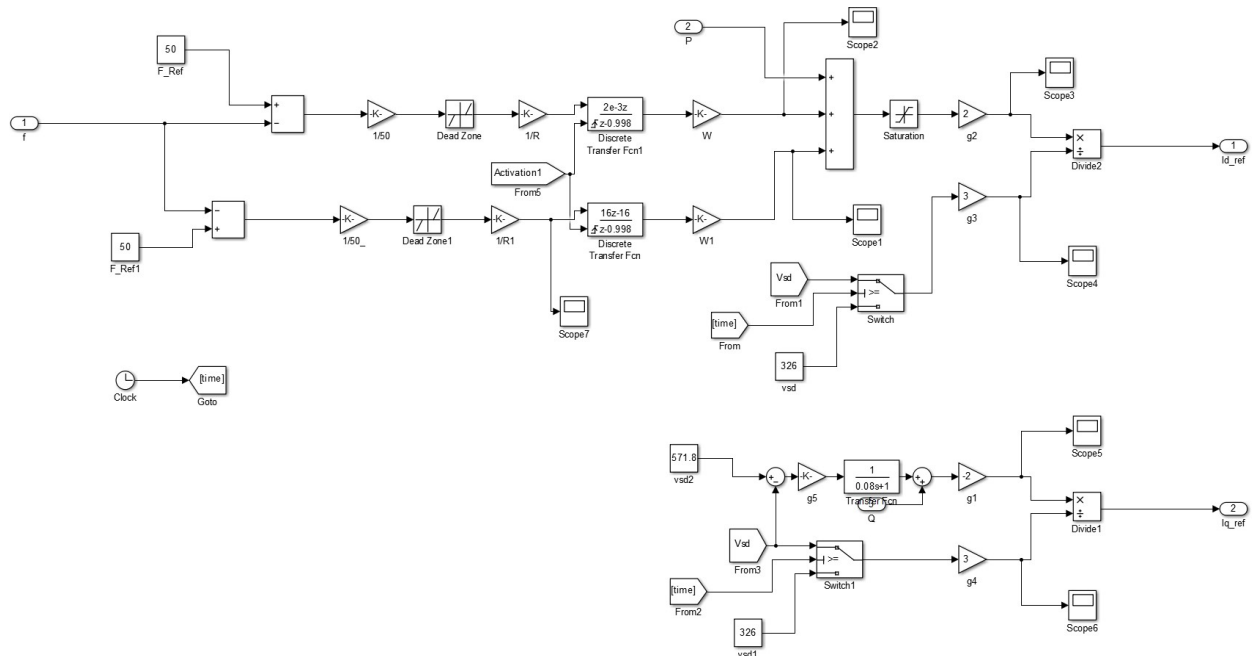 50
F_Ref
1
f
+
−
-K-
1/50
Dead Zone
-K-
1/R
2e-3z
z-0.998
Discrete
Transfer Fcn1
-K-
W
2
P
Scope2
+
+
+
Saturation
2
g2
Scope3
×
÷
Divide2
1
Id_ref
Activation1
From5
50
F_Ref1
−
+
-K-
1/50_
Dead Zone1
-K-
1/R1
16z-16
z-0.998
Discrete
Transfer Fcn
-K-
W1
Scope1
3
g3
Scope4
Scope7
Vsd
From1
[time]
From
>=
Switch
326
vsd
Clock
[time]
Goto
571.8
vsd2
+
−
-K-
g5
1
0.08s+1
Transfer Fcn
+
+
Q
-2
g1
Scope5
×
÷
Divide1
2
Iq_ref
Vsd
From3
[time]
From2
>=
Switch1
326
vsd1
3
g4
Scope6